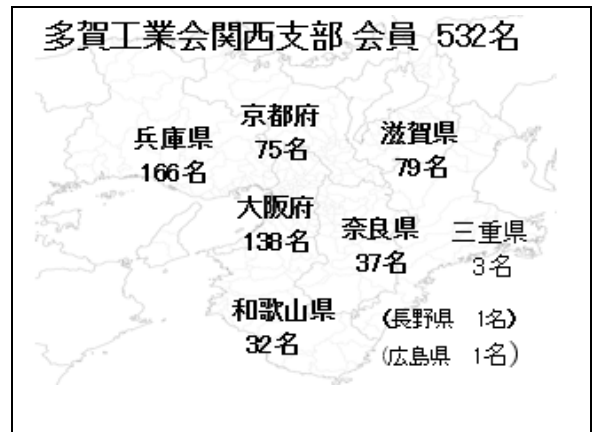 多賀工業会関西支部 会員 532名
京都府
75名
兵庫県
166名
滋賀県
79名
大阪府
138名
奈良県
37名
三重県
3名
和歌山県
32名
(長野県 1名)
(広島県 1名)